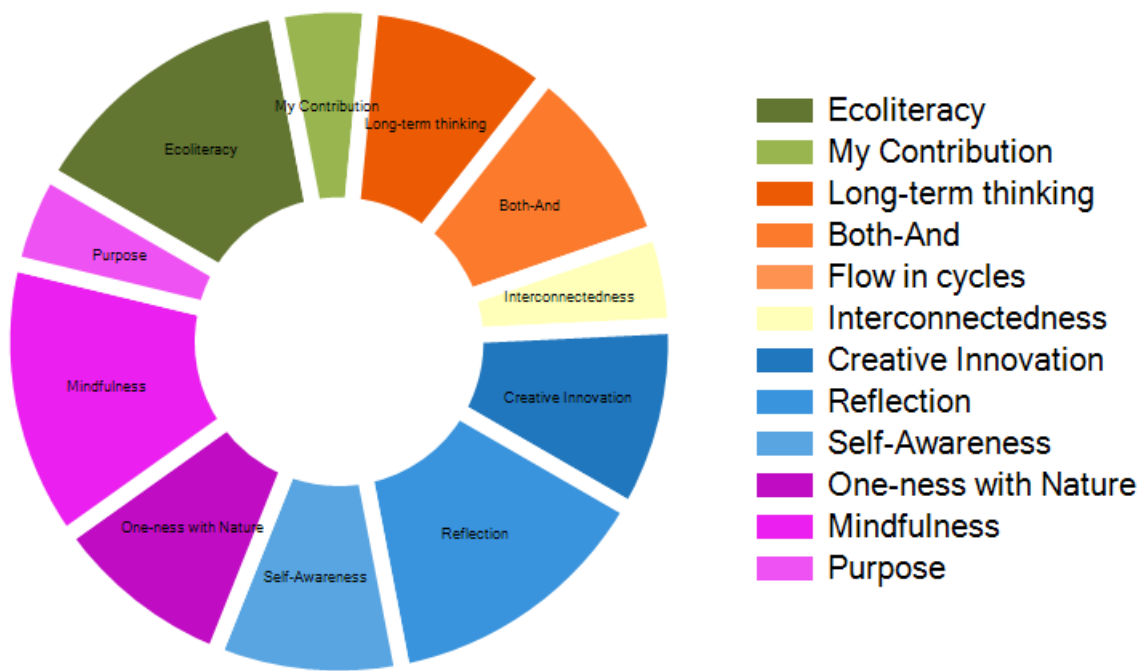 My Contribution
Long-term thinking
Ecoliteracy
Both-And
Purpose
Interconnectedness
Mindfulness
Creative Innovation
One-ness with Nature
Reflection
Self-Awareness
Ecoliteracy
My Contribution
Long-term thinking
Both-And
Flow in cycles
Interconnectedness
Creative Innovation
Reflection
Self-Awareness
One-ness with Nature
Mindfulness
Purpose